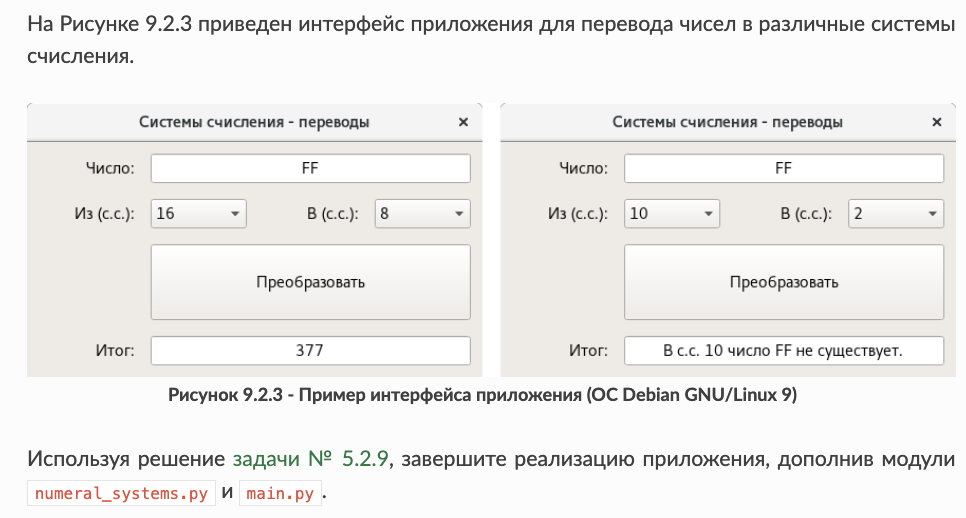 На Рисунке 9.2.3 приведен интерфейс приложения для перевода чисел в различные системы
счисления.
Системы счисления - переводы ×
Число: FF
Из (с.с.): 16 В (с.с.): 8
Преобразовать
Итог: 377
Системы счисления - переводы ×
Число: FF
Из (с.с.): 10 В (с.с.): 2
Преобразовать
Итог: В с.с. 10 число FF не существует.
Рисунок 9.2.3 - Пример интерфейса приложения (ОС Debian GNU/Linux 9)
Используя решение задачи № 5.2.9, завершите реализацию приложения, дополнив модули
numeral_systems.py и main.py.